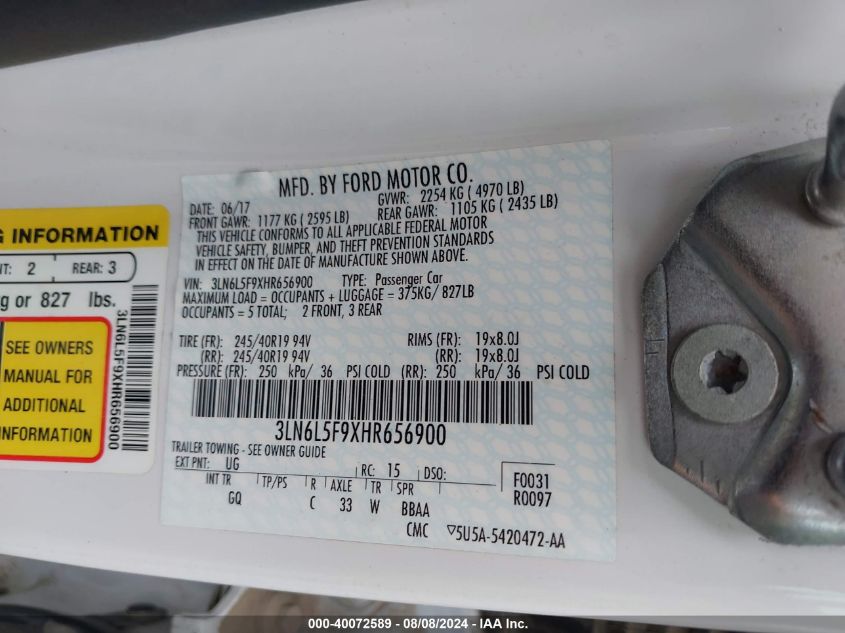 MFD. BY FORD MOTOR CO.
DATE: 06/17 GVWR: 2254 KG ( 4970 LB)
FRONT GAWR: 1177 KG ( 2595 LB) REAR GAWR: 1105 KG ( 2435 LB)
THIS VEHICLE CONFORMS TO ALL APPLICABLE FEDERAL MOTOR
VEHICLE SAFETY, BUMPER, AND THEFT PREVENTION STANDARDS
IN EFFECT ON THE DATE OF MANUFACTURE SHOWN ABOVE.
VIN: 3LN6L5F9XHR656900 TYPE: Passenger Car
MAXIMUM LOAD = OCCUPANTS + LUGGAGE = 375KG/ 827LB
OCCUPANTS = 5 TOTAL; 2 FRONT, 3 REAR
TIRE (FR): 245/40R19 94V RIMS (FR): 19x8.0J
(RR): 245/40R19 94V (RR): 19x8.0J
PRESSURE (FR): 250 kPa/ 36 PSI COLD (RR): 250 kPa/ 36 PSI COLD
3LN6L5F9XHR656900
TRAILER TOWING - SEE OWNER GUIDE
EXT PNT: UG RC: 15 DSO: F0031
INT TR TP/PS R AXLE TR SPR R0097
GQ C 33 W BBAA
CMC ▽5U5A-5420472-AA
G INFORMATION
NT: 2 REAR: 3
g or 827 lbs.
SEE OWNERS
MANUAL FOR
ADDITIONAL
INFORMATION
3LN6L5F9XHR656900
000-40072589 - 08/08/2024 - IAA, Inc.